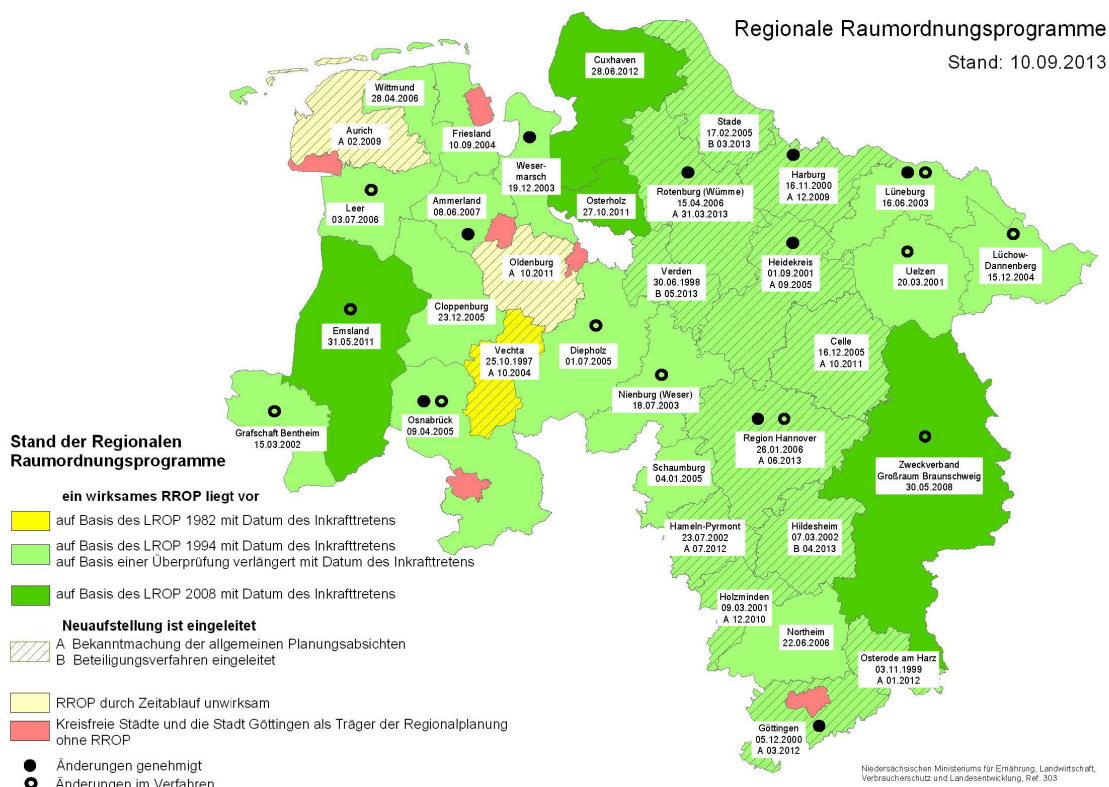 Regionale Raumordnungsprogramme
Stand: 10.09.2013
Cuxhaven
28.06.2012
Wittmund
28.04.2006
Aurich
A 02.2009
Friesland
10.09.2004
Weser-
marsch
19.12.2003
Stade
17.02.2005
B 03.2013
Harburg
16.11.2000
A 12.2009
Rotenburg (Wümme)
15.04.2006
A 31.03.2013
Lüneburg
16.06.2003
Leer
03.07.2006
Ammerland
08.06.2007
Osterholz
27.10.2011
Oldenburg
A 10.2011
Verden
30.06.1998
B 05.2013
Heidekreis
01.09.2001
A 09.2005
Uelzen
20.03.2001
Lüchow-
Dannenberg
15.12.2004
Cloppenburg
23.12.2005
Emsland
31.05.2011
Vechta
25.10.1997
A 10.2004
Diepholz
01.07.2005
Celle
16.12.2005
A 10.2011
Nienburg (Weser)
18.07.2003
Osnabrück
09.04.2005
Grafschaft Bentheim
15.03.2002
Region Hannover
26.01.2006
A 06.2013
Schaumburg
04.01.2005
Zweckverband
Großraum Braunschweig
30.05.2008
Hameln-Pyrmont
23.07.2002
A 07.2012
Hildesheim
07.03.2002
B 04.2013
Holzminden
09.03.2001
A 12.2010
Northeim
22.06.2006
Osterode am Harz
03.11.1999
A 01.2012
Göttingen
05.12.2000
A 03.2012
Stand der Regionalen
Raumordnungsprogramme
ein wirksames RROP liegt vor
auf Basis des LROP 1982 mit Datum des Inkrafttretens
auf Basis des LROP 1994 mit Datum des Inkrafttretens
auf Basis einer Überprüfung verlängert mit Datum des Inkrafttretens
auf Basis des LROP 2008 mit Datum des Inkrafttretens
Neuaufstellung ist eingeleitet
A Bekanntmachung der allgemeinen Planungsabsichten
B Beteiligungsverfahren eingeleitet
RROP durch Zeitablauf unwirksam
Kreisfreie Städte und die Stadt Göttingen als Träger der Regionalplanung
ohne RROP
Änderungen genehmigt
Änderungen im Verfahren
Niedersächsischen Ministeriums für Ernährung, Landwirtschaft,
Verbraucherschutz und Landesentwicklung, Ref. 303